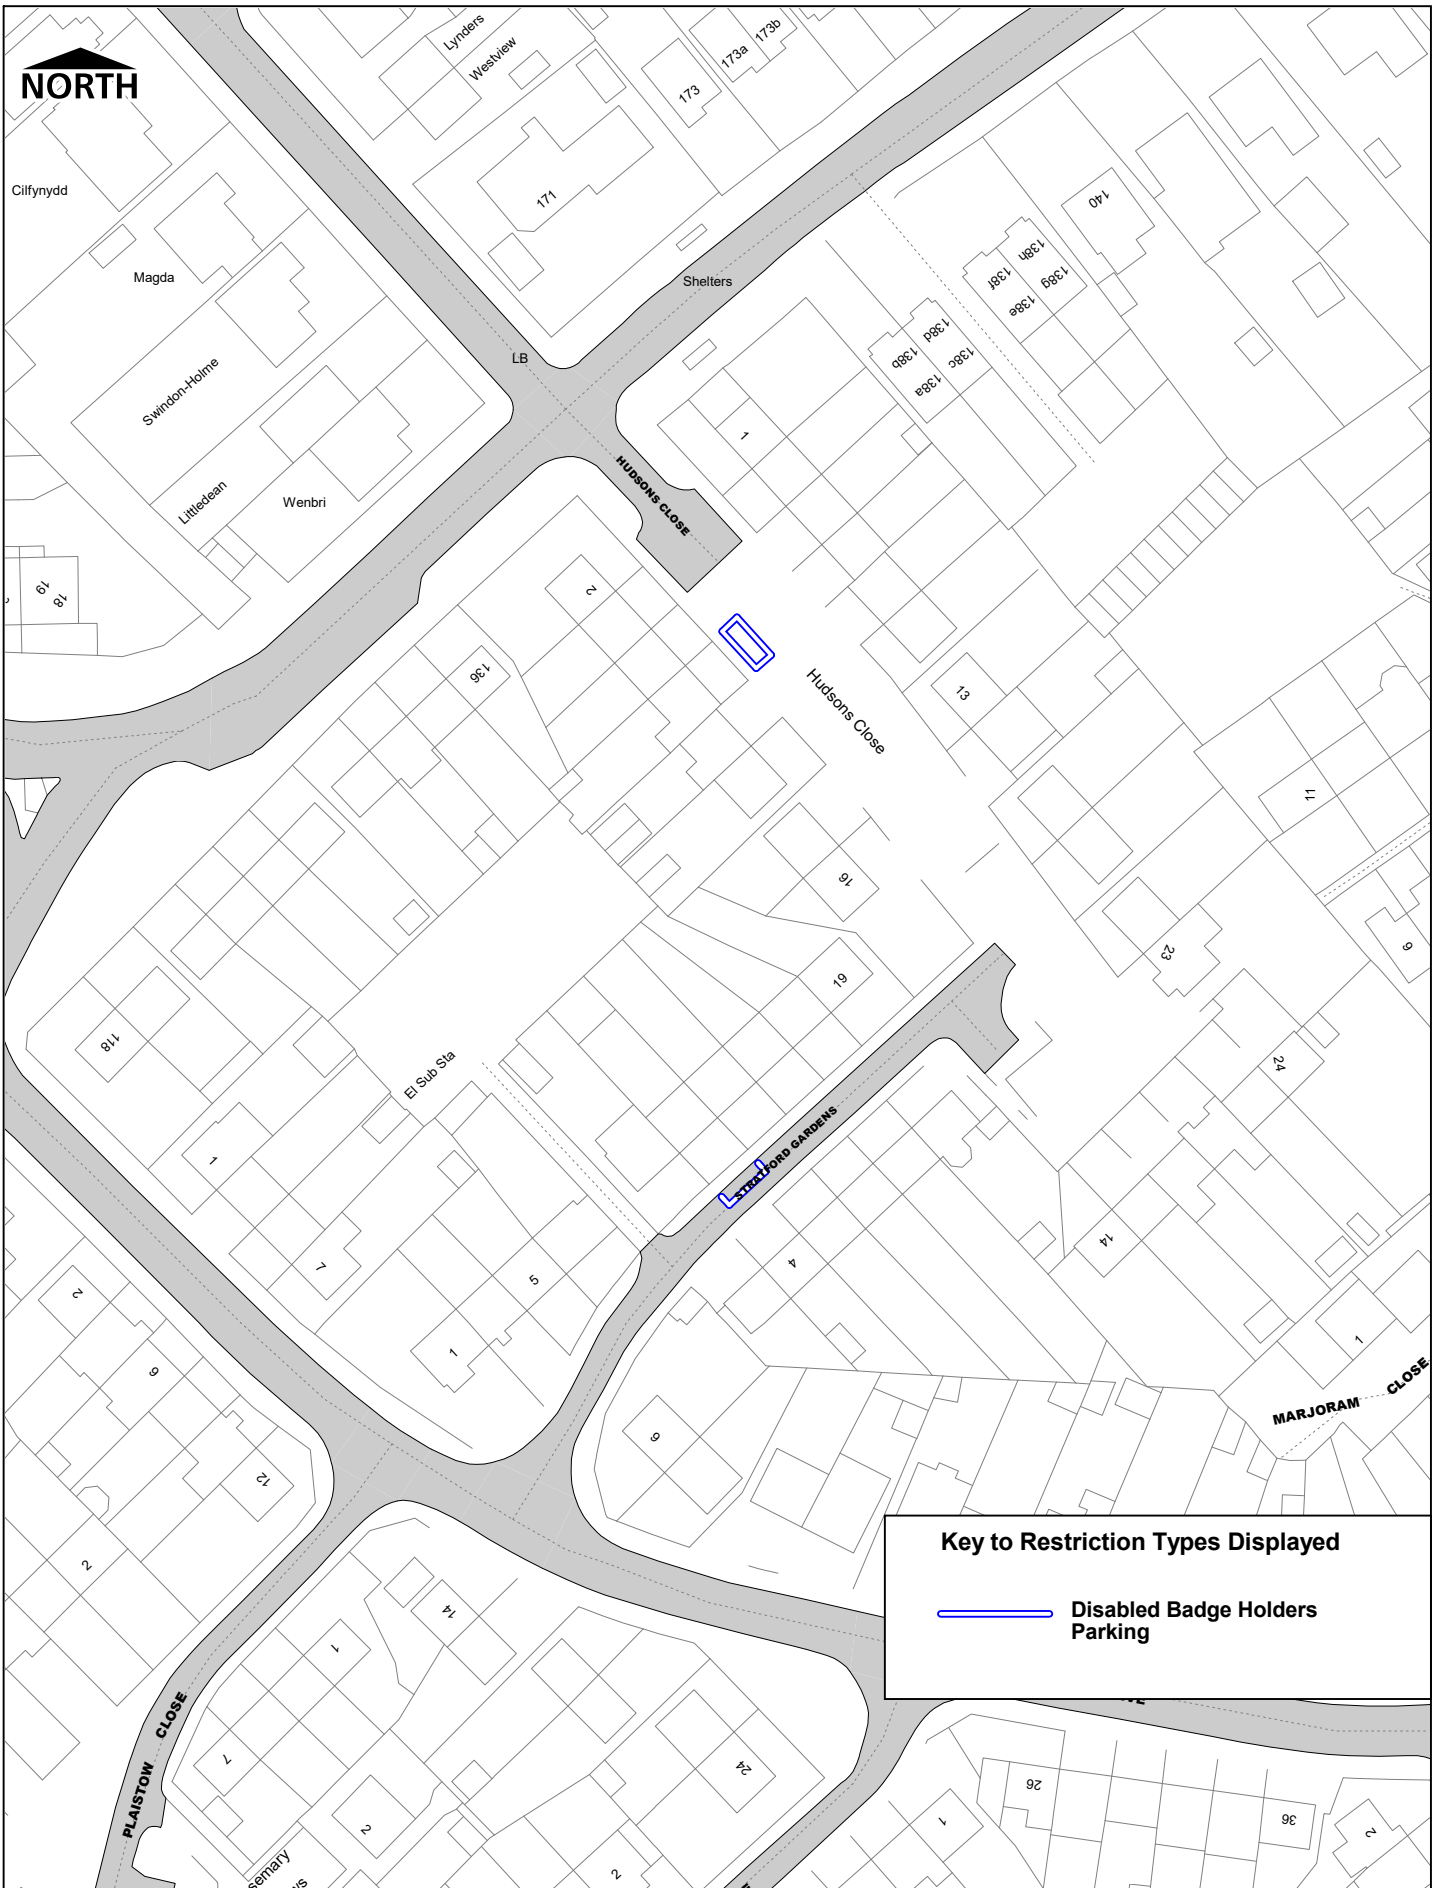 NORTH
Lynders
Westview
173a
173b
173
171
Cilfynydd
Magda
Shelters
140
138h
138f
138g
138e
138d
138b
138c
138a
LB
Swindon-Holme
1
HUDSONS CLOSE
Littledean
Wenbri
19
18
2
136
Hudsons Close
13
11
16
9
23
19
118
El Sub Sta
24
STRATFORD GARDENS
1
14
4
7
5
2
1
1
CLOSE
MARJORAM
12
2
Key to Restriction Types Displayed
Disabled Badge Holders
Parking
14
1
PLAISTOW CLOSE
7
24
2
26
36
1
2
2